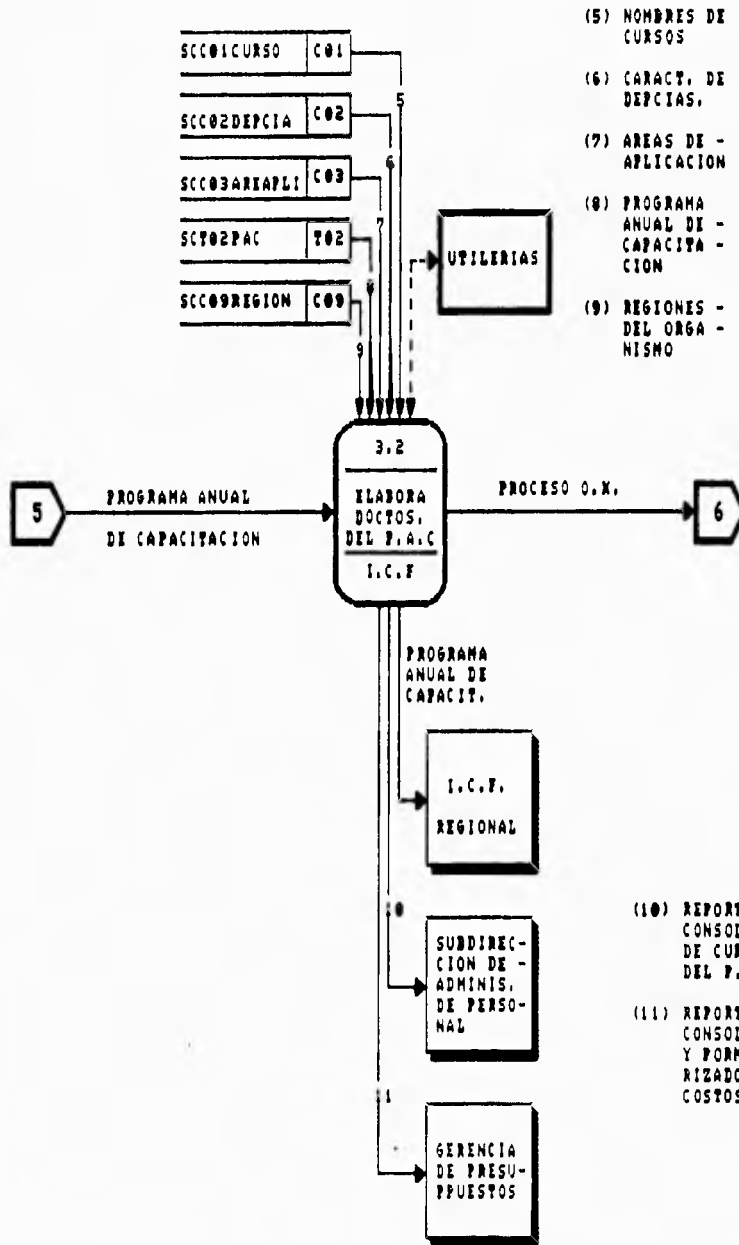 SCC01CURSO C01
SCC02DEPCIA C02
SCC03AREAPLI C03
SCT02PAC T02
SCC09REGION C09
5
6
7
8
9
UTILERIAS
(5) NOMBRES DE
CURSOS
(6) CARACT. DE
DEPCIAS.
(7) AREAS DE -
APLICACION
(8) PROGRAMA
ANUAL DE -
CAPACITA -
CION
(9) REGIONES -
DEL ORGA -
NISMO
5
PROGRAMA ANUAL
DE CAPACITACION
3.2
ELABORA
DOCTOS.
DEL P.A.C
I.C.F
PROCESO O.K.
6
PROGRAMA
ANUAL DE
CAPACIT.
I.C.F.
REGIONAL
10
SUBDIREC-
CION DE -
ADMINIS.
DE PERSO-
NAL
11
GERENCIA
DE PRESU-
PPUESTOS
(10) REPORT
CONSOL
DE CUR
DEL P.
(11) REPORT
CONSOL
Y PORM
RIZADO
COSTOS